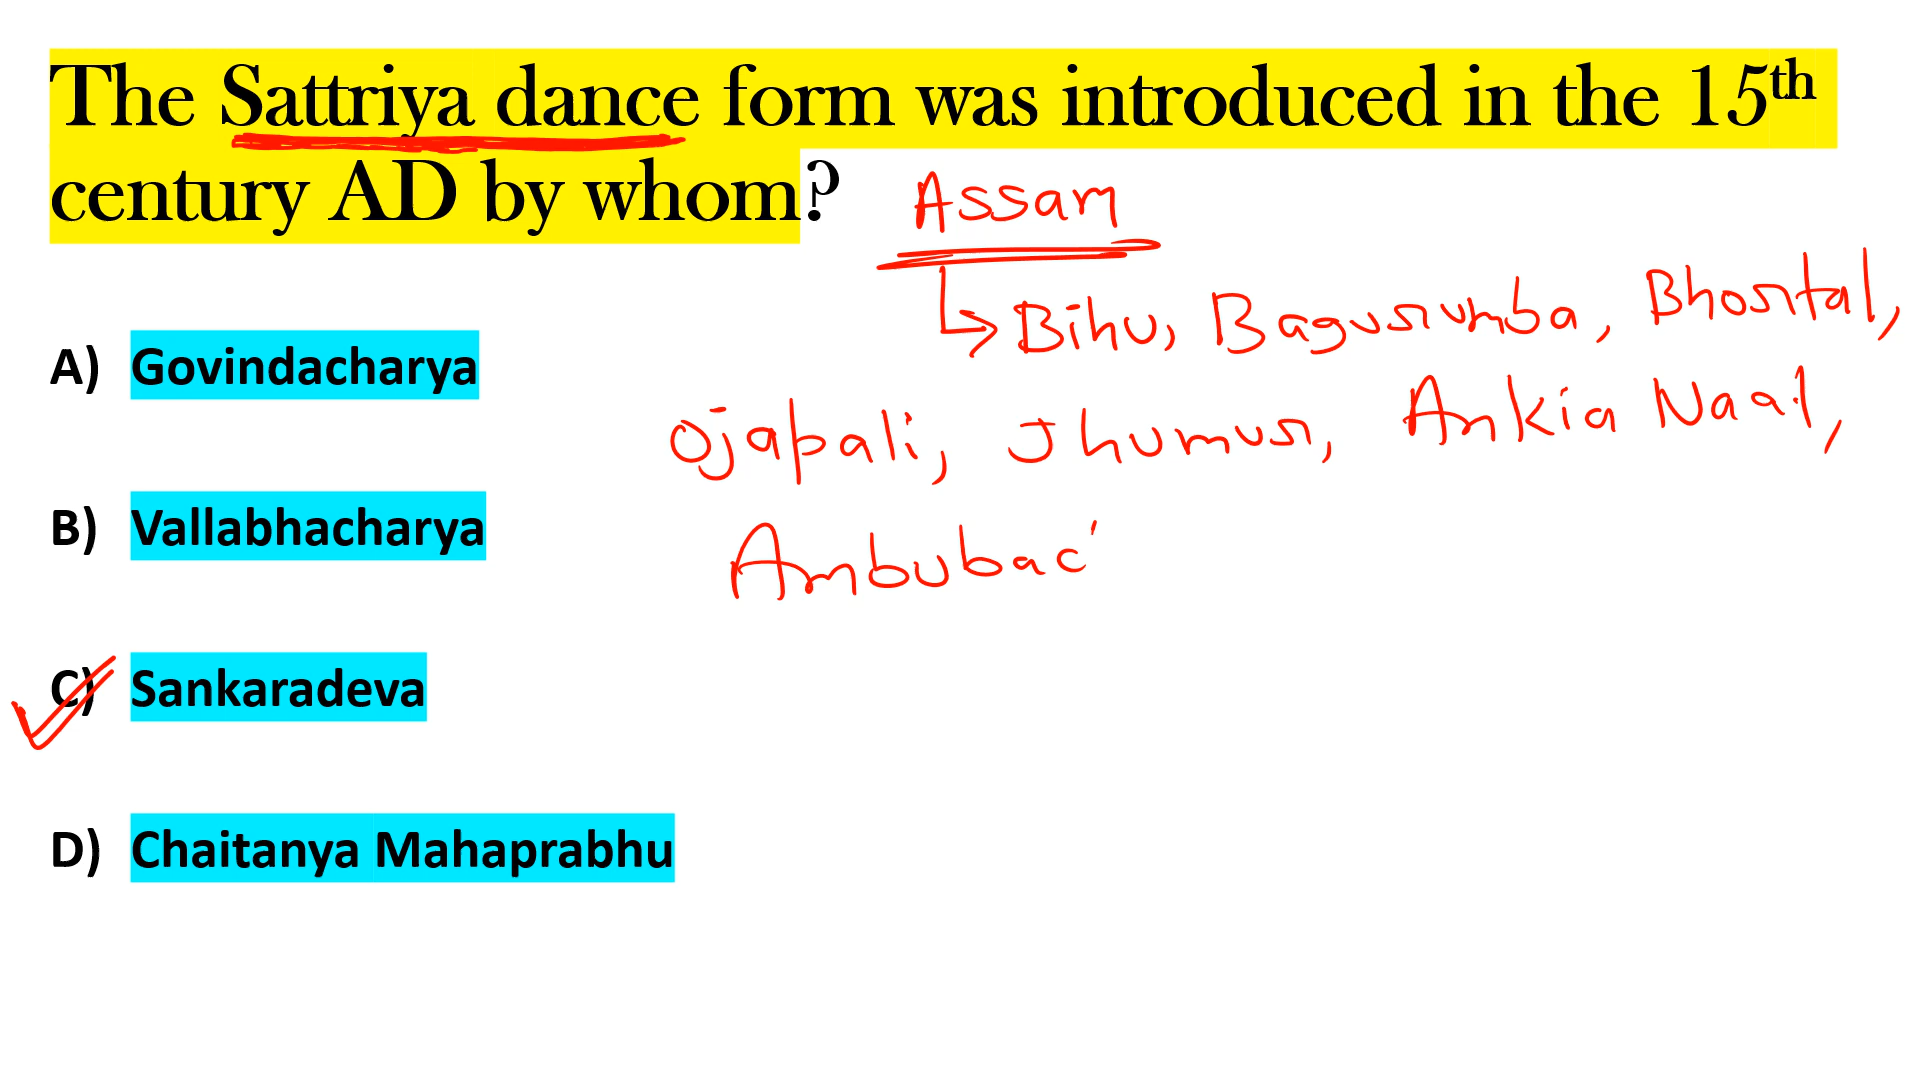 The Sattriya dance form was introduced in the 15th
century AD by whom?
Assam
Bihu, Bagurumba, Bhortal,
A) Govindacharya
Ojapali, Jhumur, Ankia Naat,
B) Vallabhacharya
Ambubac
C) Sankaradeva
D) Chaitanya Mahaprabhu